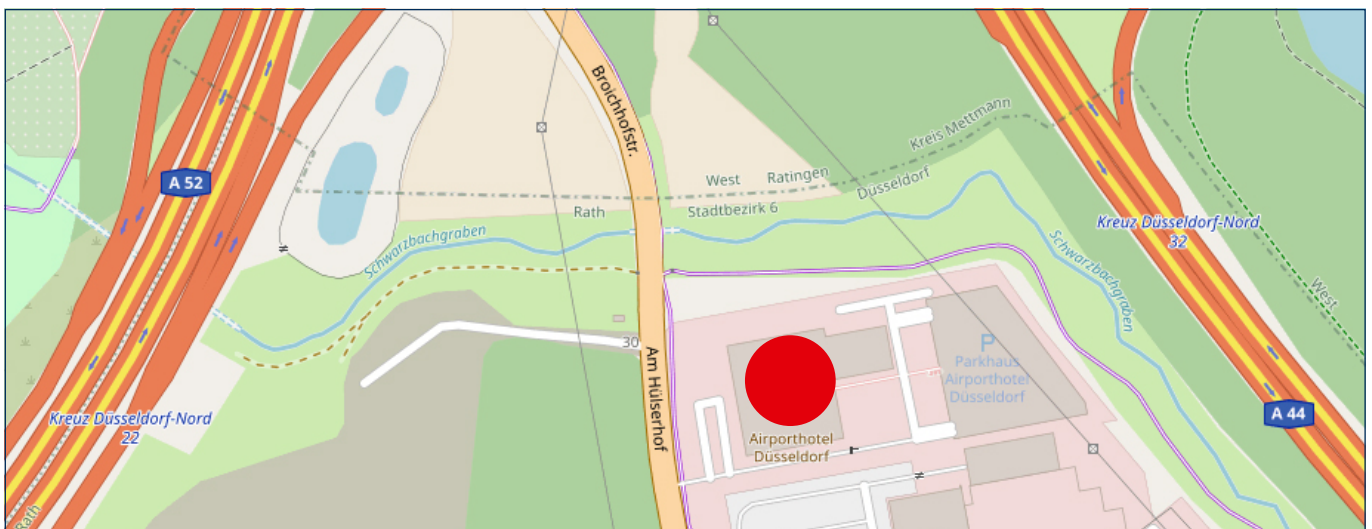 Broichhofstr.
Kreis Mettmann
A 52
West Ratingen
Düsseldorf
Rath
Stadtbezirk 6
Kreuz Düsseldorf-Nord
32
Schwarzbachgraben
Schwarzbachgraben
West
30
Am Hülserhof
P
Parkhaus
Airporthotel
Düsseldorf
A 44
Kreuz Düsseldorf-Nord
22
Airporthotel
Düsseldorf
Rath